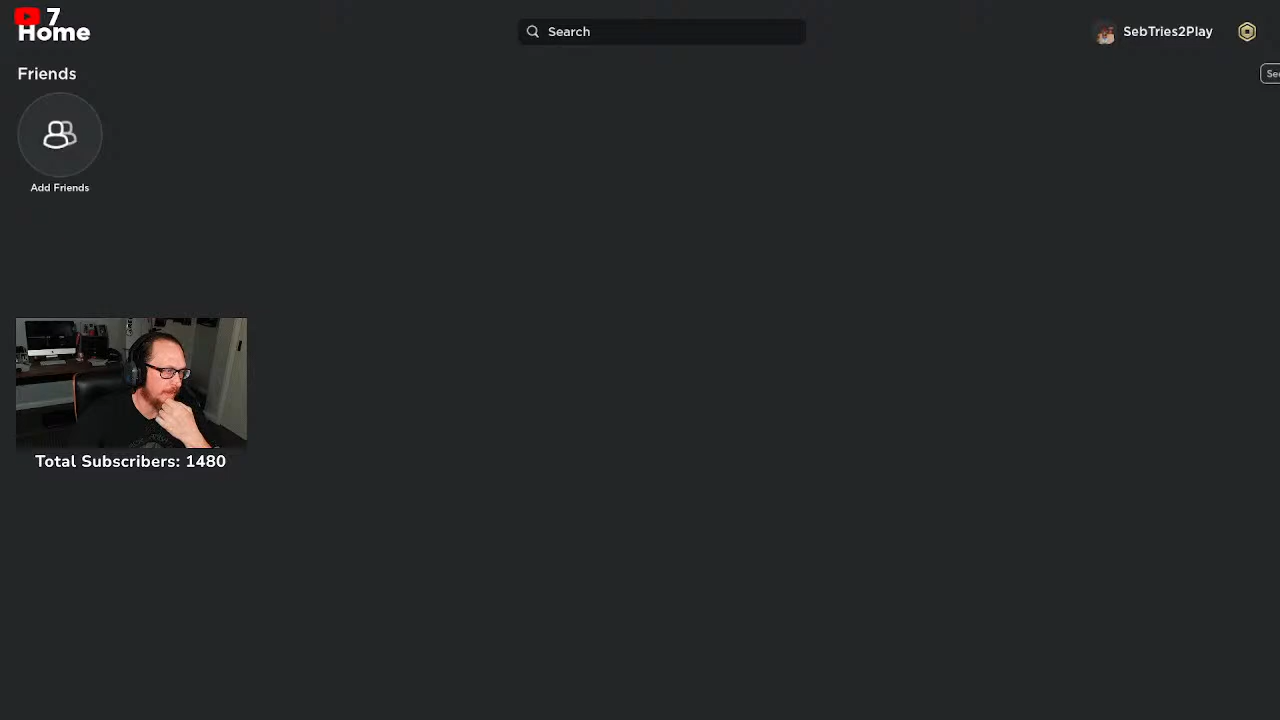 7
Home
Search
SebTries2Play
Friends
Add Friends
Total Subscribers: 1480